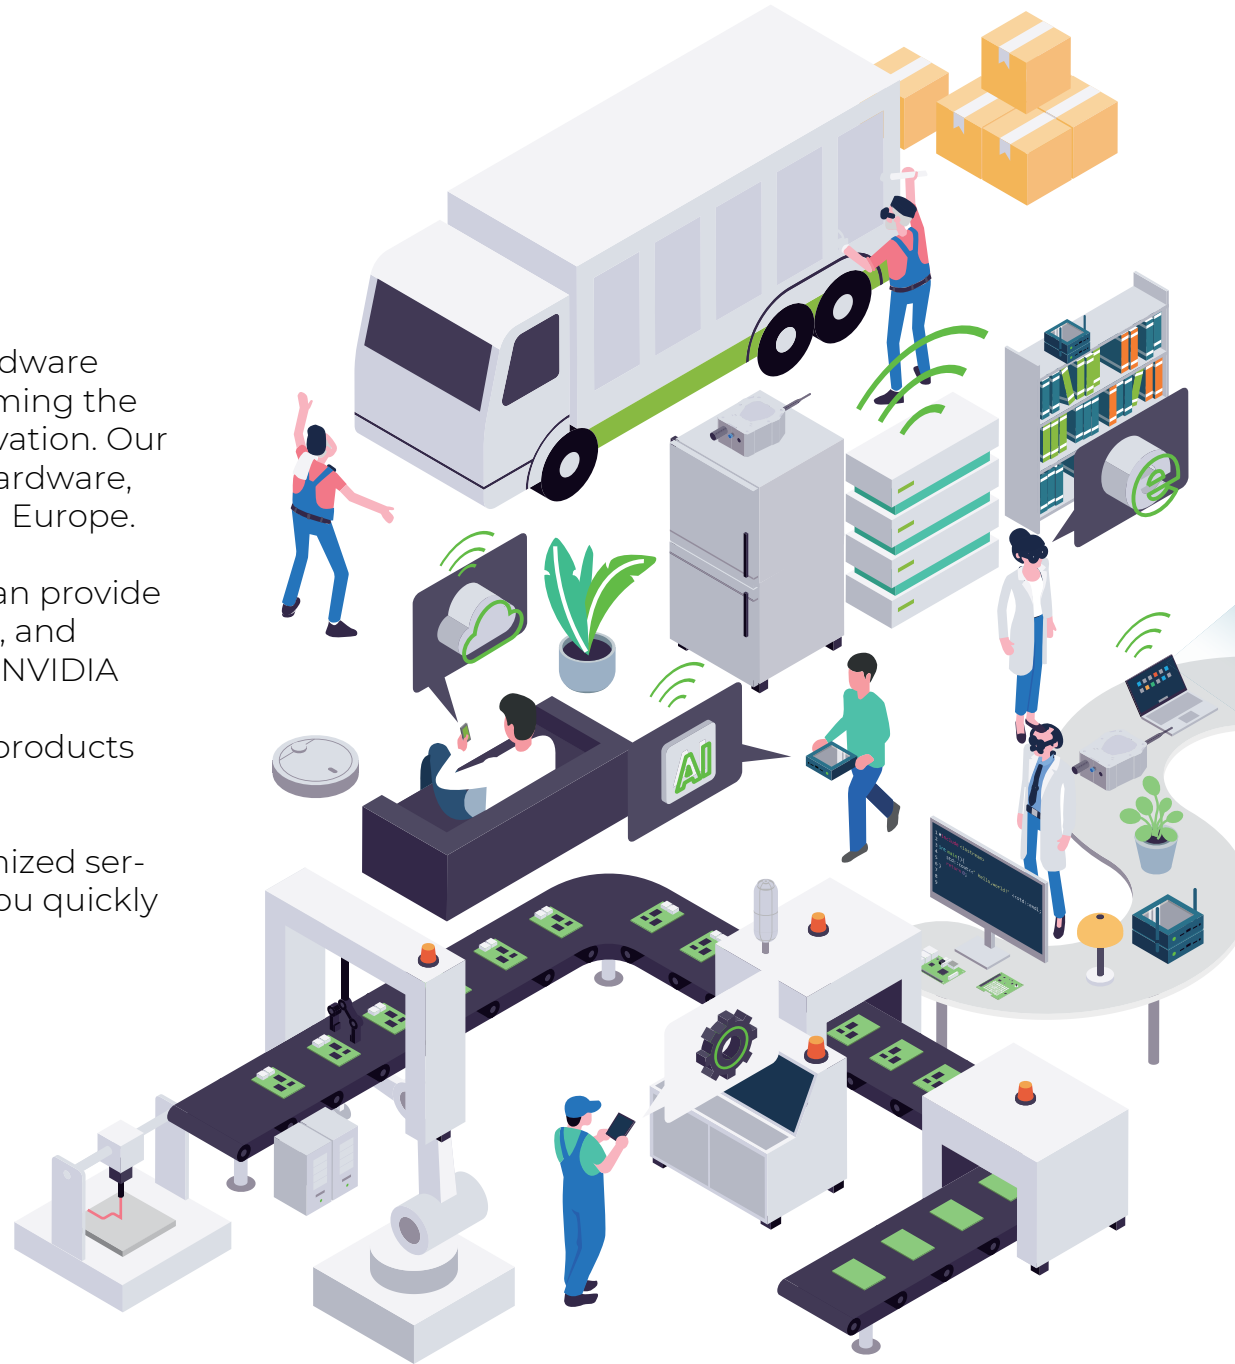 dware
ming the
vation. Our
ardware,
Europe.
an provide
, and
NVIDIA
products
nized ser-
ou quickly
AI
e